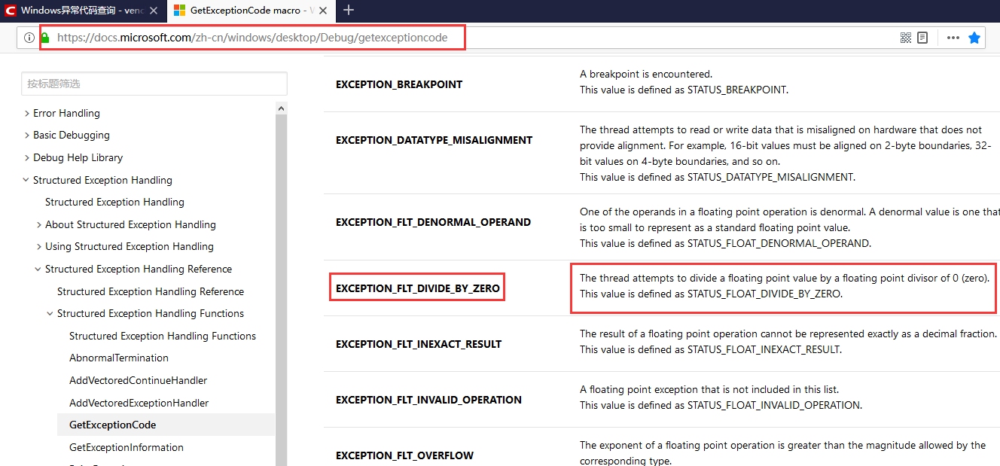 Windows异常代码查询 - venc
GetExceptionCode macro - W
https://docs.microsoft.com/zh-cn/windows/desktop/Debug/getexceptioncode
按标题筛选
Error Handling
Basic Debugging
Debug Help Library
Structured Exception Handling
Structured Exception Handling
About Structured Exception Handling
Using Structured Exception Handling
Structured Exception Handling Reference
Structured Exception Handling Reference
Structured Exception Handling Functions
Structured Exception Handling Functions
AbnormalTermination
AddVectoredContinueHandler
AddVectoredExceptionHandler
GetExceptionCode
GetExceptionInformation
EXCEPTION_BREAKPOINT
A breakpoint is encountered.
This value is defined as STATUS_BREAKPOINT.
EXCEPTION_DATATYPE_MISALIGNMENT
The thread attempts to read or write data that is misaligned on hardware that does not
provide alignment. For example, 16-bit values must be aligned on 2-byte boundaries, 32-
bit values on 4-byte boundaries, and so on.
This value is defined as STATUS_DATATYPE_MISALIGNMENT.
EXCEPTION_FLT_DENORMAL_OPERAND
One of the operands in a floating point operation is denormal. A denormal value is one that
is too small to represent as a standard floating point value.
This value is defined as STATUS_FLOAT_DENORMAL_OPERAND.
EXCEPTION_FLT_DIVIDE_BY_ZERO
The thread attempts to divide a floating point value by a floating point divisor of 0 (zero).
This value is defined as STATUS_FLOAT_DIVIDE_BY_ZERO.
EXCEPTION_FLT_INEXACT_RESULT
The result of a floating point operation cannot be represented exactly as a decimal fraction.
This value is defined as STATUS_FLOAT_INEXACT_RESULT.
EXCEPTION_FLT_INVALID_OPERATION
A floating point exception that is not included in this list.
This value is defined as STATUS_FLOAT_INVALID_OPERATION.
EXCEPTION_FLT_OVERFLOW
The exponent of a floating point operation is greater than the magnitude allowed by the
corresponding type.